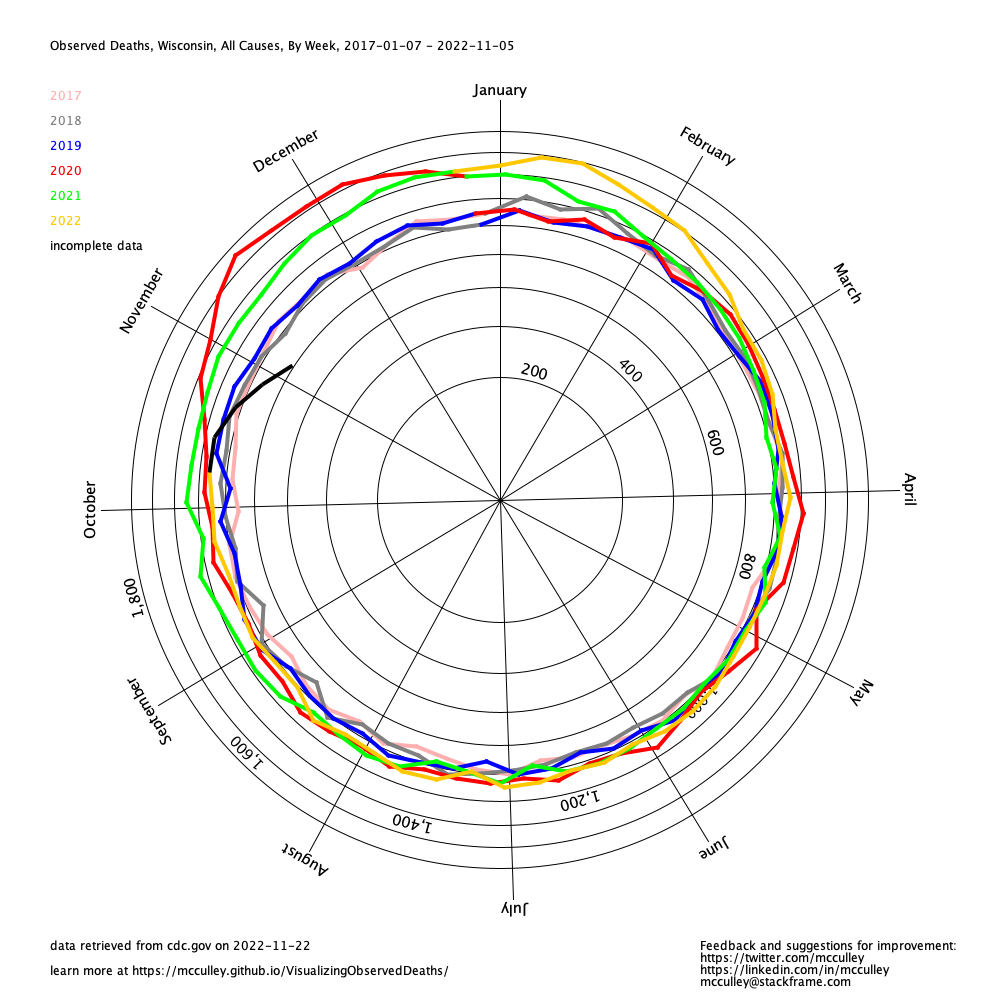 Observed Deaths, Wisconsin, All Causes, By Week, 2017-01-07 - 2022-11-05
2017
2018
2019
2020
2021
2022
incomplete data
January
February
March
April
May
June
July
August
September
October
November
December
200
400
600
800
1,200
1,400
1,600
1,800
data retrieved from cdc.gov on 2022-11-22
learn more at https://mcculley.github.io/VisualizingObservedDeaths/
Feedback and suggestions for improvement:
https://twitter.com/mcculley
https://linkedin.com/in/mcculley
mcculley@stackframe.com